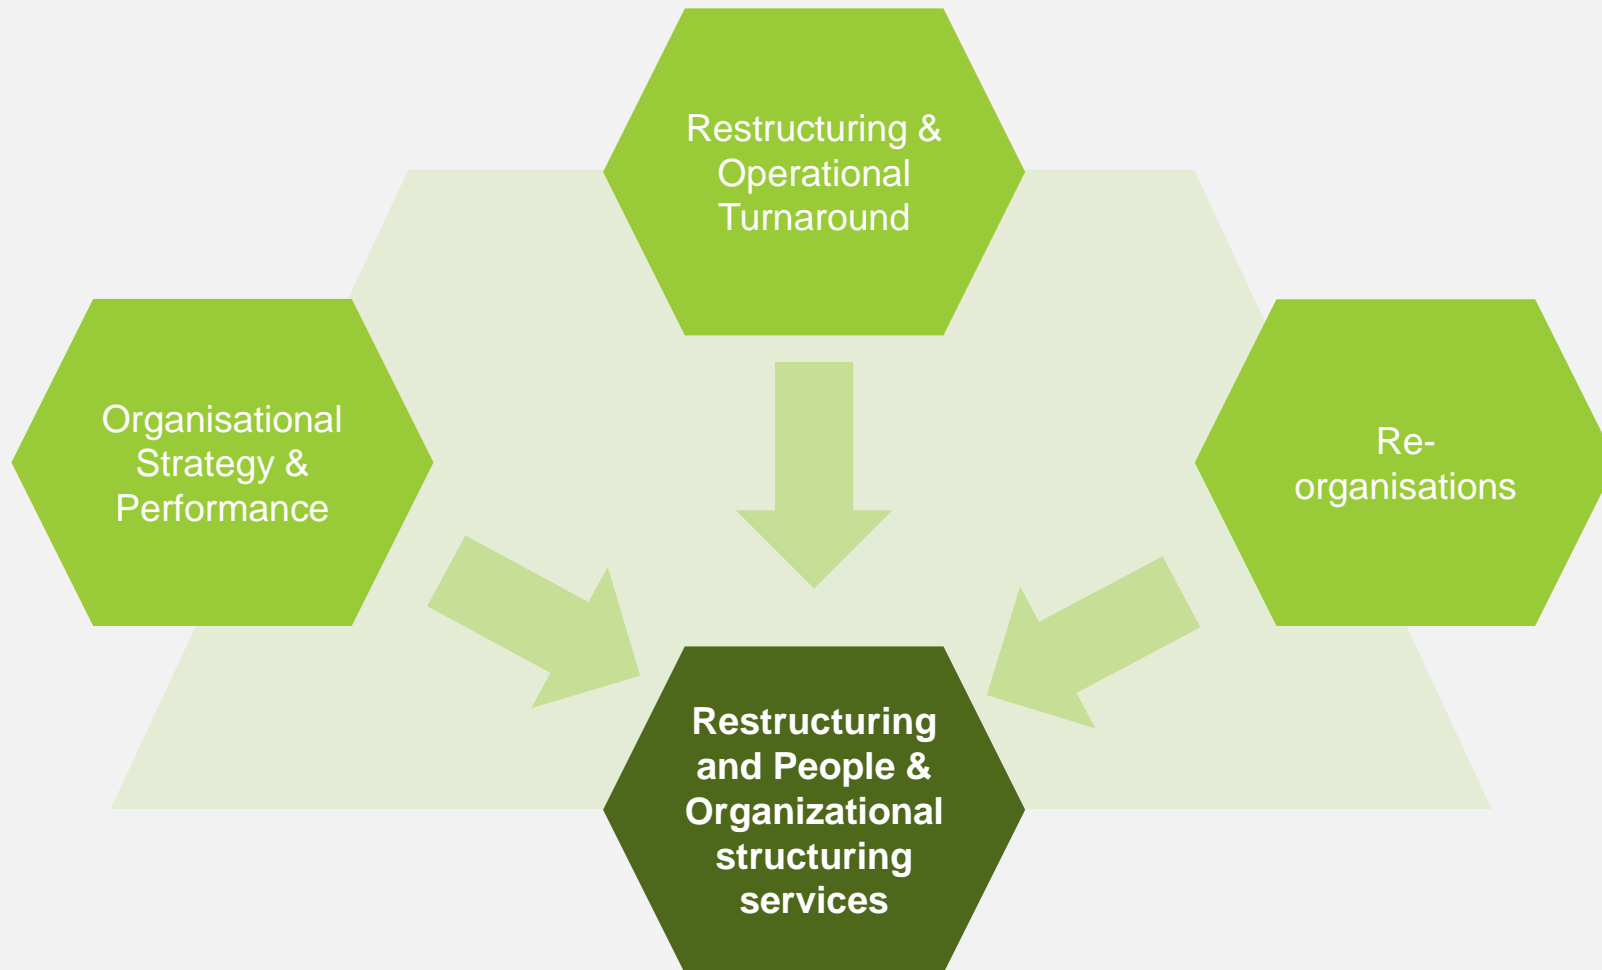 Restructuring &
Operational
Turnaround
Organisational
Strategy &
Performance
Re-
organisations
Restructuring
and People &
Organizational
structuring
services